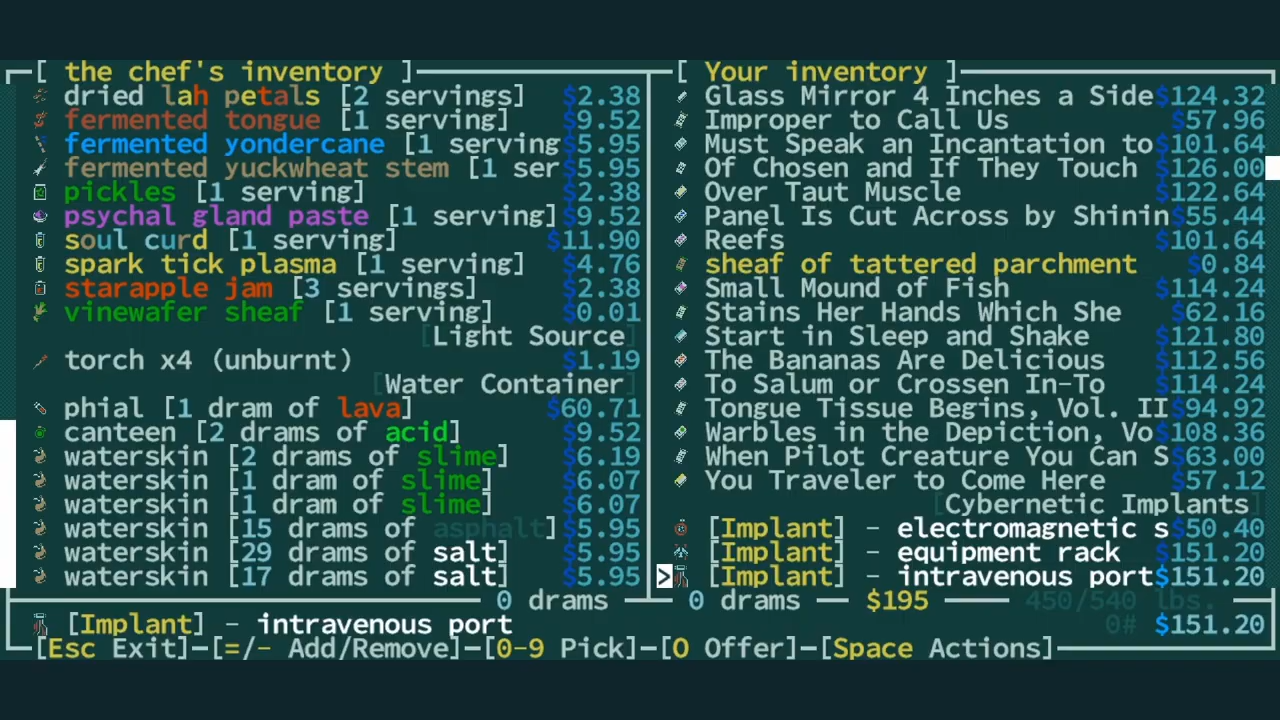 [ the chef's inventory ]
dried lah petals [2 servings] $2.38
fermented tongue [1 serving] $9.52
fermented yondercane [1 serving $5.95
fermented yuckwheat stem [1 ser $5.95
pickles [1 serving] $2.38
psychal gland paste [1 serving] $9.52
soul curd [1 serving] $11.90
spark tick plasma [1 serving] $4.76
starapple jam [3 servings] $2.38
vinewafer sheaf [1 serving] $0.01
[Light Source]
torch x4 (unburnt) $1.19
[Water Container]
phial [1 dram of lava] $60.71
canteen [2 drams of acid] $9.52
waterskin [2 drams of slime] $6.19
waterskin [1 dram of slime] $6.07
waterskin [1 dram of slime] $6.07
waterskin [15 drams of asphalt] $5.95
waterskin [29 drams of salt] $5.95
waterskin [17 drams of salt] $5.95
0 drams
[ Your inventory ]
Glass Mirror 4 Inches a Side $124.32
Improper to Call Us $57.96
Must Speak an Incantation to $101.64
Of Chosen and If They Touch $126.00
Over Taut Muscle $122.64
Panel Is Cut Across by Shinin $55.44
Reefs $101.64
sheaf of tattered parchment $0.84
Small Mound of Fish $114.24
Stains Her Hands Which She $62.16
Start in Sleep and Shake $121.80
The Bananas Are Delicious $112.56
To Salum or Crossen In-To $114.24
Tongue Tissue Begins, Vol. II $94.92
Warbles in the Depiction, Vo $108.36
When Pilot Creature You Can S $63.00
You Traveler to Come Here $57.12
[Cybernetic Implants]
[Implant] - electromagnetic s $50.40
[Implant] - equipment rack $151.20
> [Implant] - intravenous port $151.20
0 drams — $195 — 450/540 lbs.
[Implant] - intravenous port 0# $151.20
[Esc Exit]-[=/- Add/Remove]-[0-9 Pick]-[O Offer]-[Space Actions]